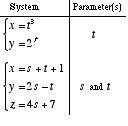 System Parameter(s)
x = t³
y = 2ᵗ
t
x = s + t + 1
y = 2s − t
z = 4s + 7
s and t